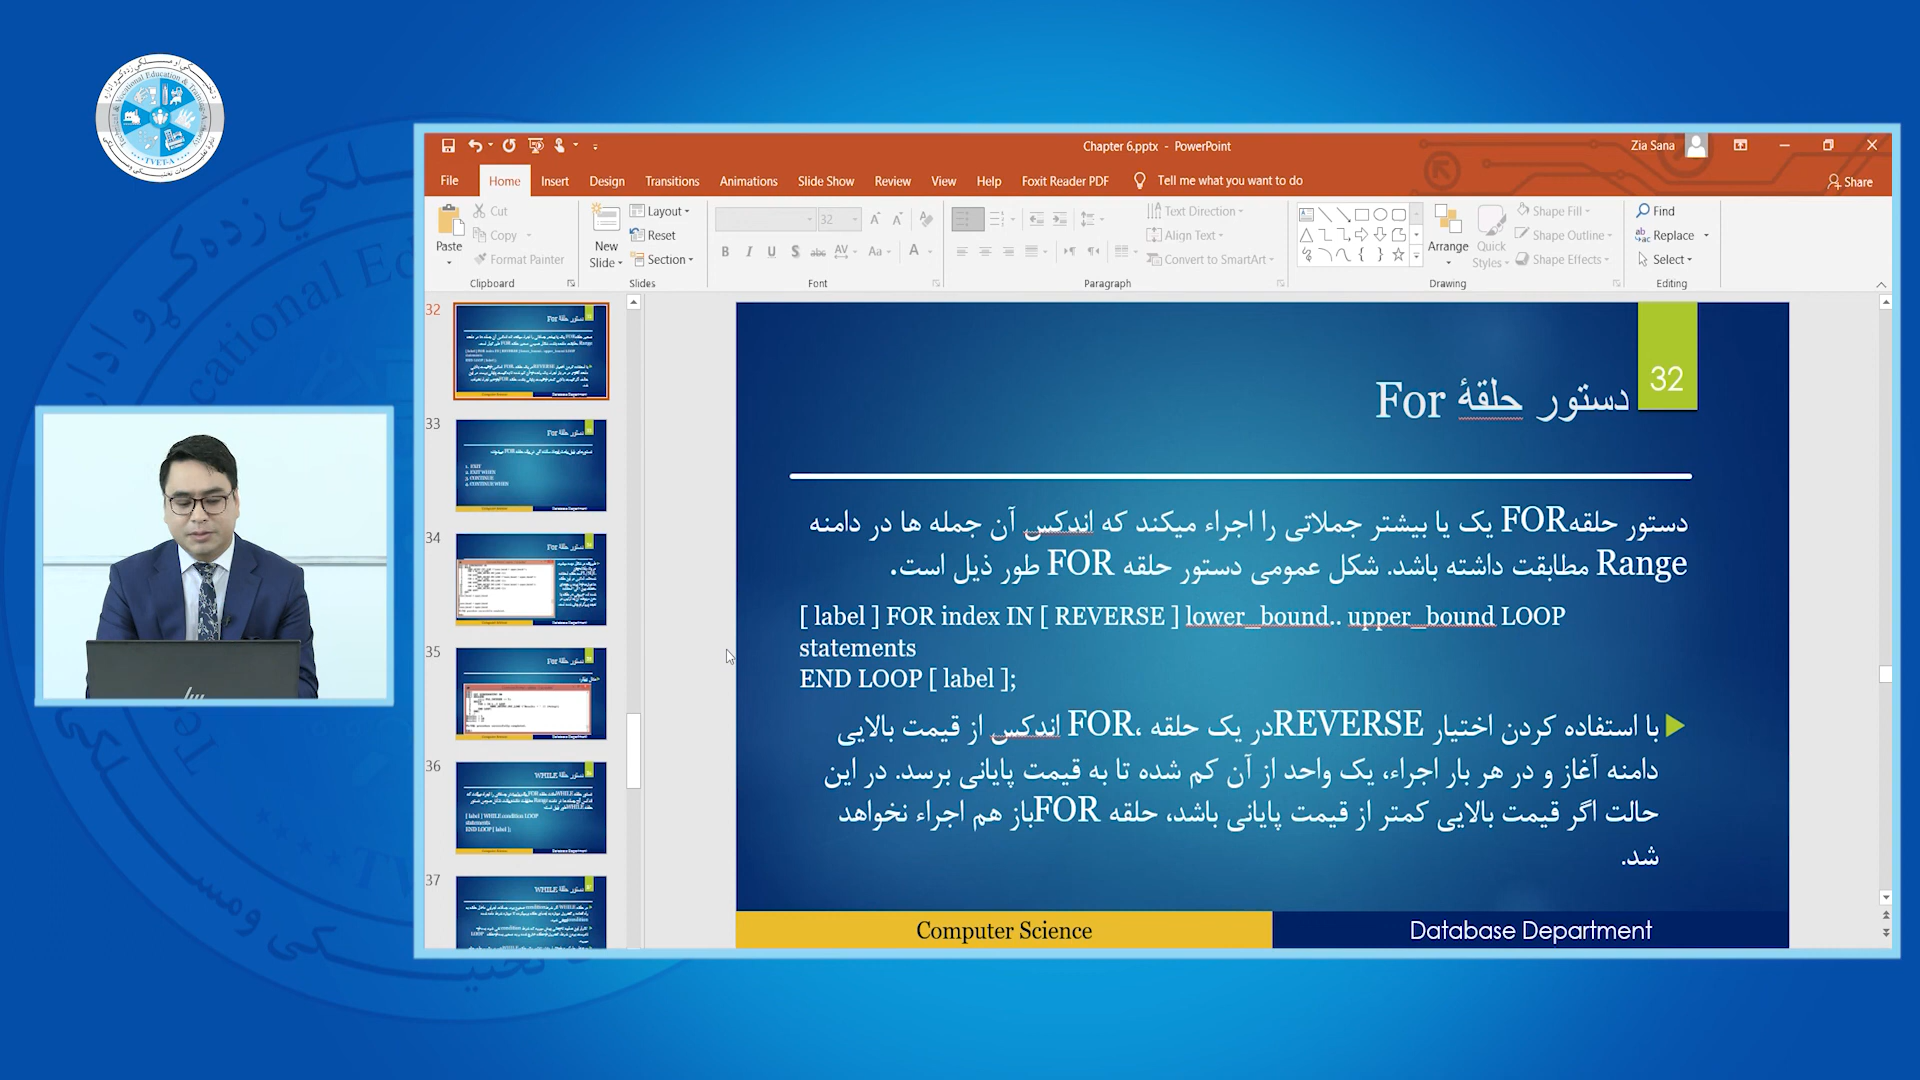 Technical & Vocational Education & Training Authority
TVET-A
Chapter 6.pptx - PowerPoint
Zia Sana
File Home Insert Design Transitions Animations Slide Show Review View Help Foxit Reader PDF Tell me what you want to do
Share
Paste
Cut
Copy
Format Painter
Clipboard
New Slide
Layout
Reset
Section
Slides
32
Font
Text Direction
Align Text
Convert to SmartArt
Paragraph
Arrange
Quick Styles
Shape Fill
Shape Outline
Shape Effects
Drawing
Find
Replace
Select
Editing
32
33
34
35
36
37
32
دستور حلقۀ For
دستور حلقهFOR یک یا بیشتر جملاتی را اجراء میکند که اندکس آن جمله ها در دامنه
Range مطابقت داشته باشد. شکل عمومی دستور حلقه FOR طور ذیل است.
[ label ] FOR index IN [ REVERSE ] lower_bound.. upper_bound LOOP
statements
END LOOP [ label ];
با استفاده کردن اختیار REVERSEدر یک حلقه FOR، اندکس از قیمت بالایی
دامنه آغاز و در هر بار اجراء، یک واحد از آن کم شده تا به قیمت پایانی برسد. در این
حالت اگر قیمت بالایی کمتر از قیمت پایانی باشد، حلقه FORباز هم اجراء نخواهد
شد.
Computer Science
Database Department